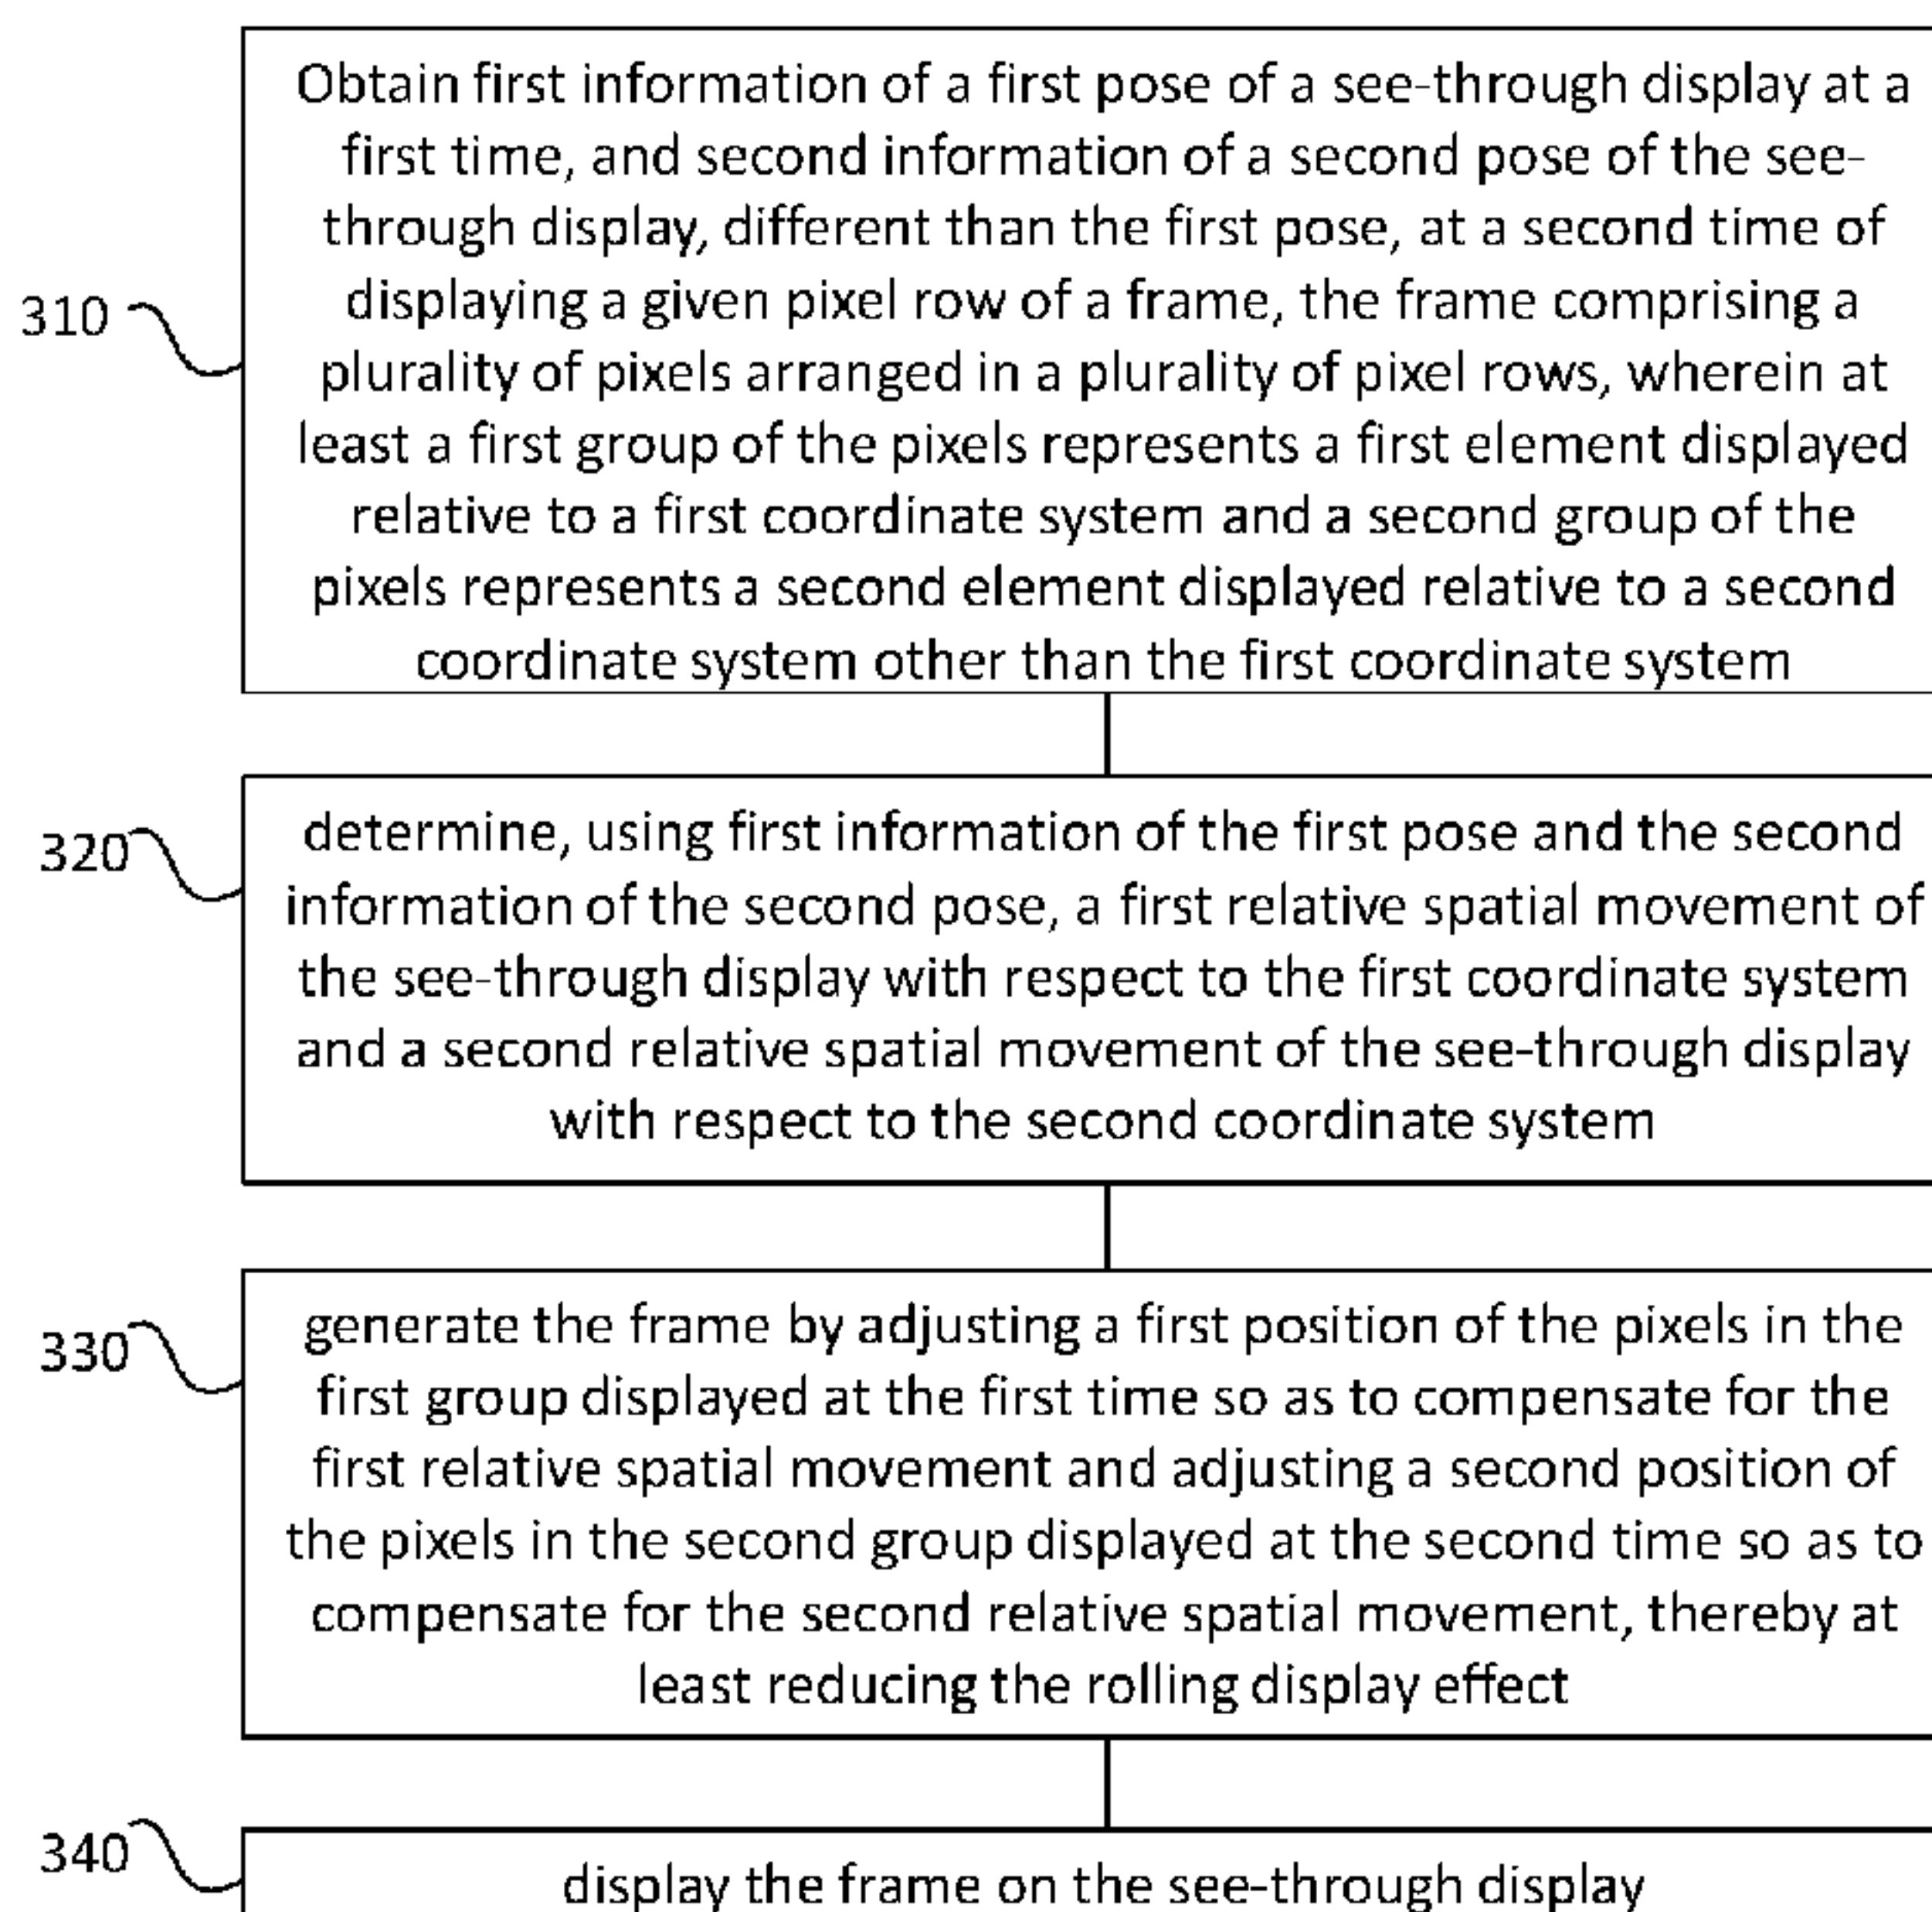 Obtain first information of a first pose of a see-through display at a
first time, and second information of a second pose of the see-
through display, different than the first pose, at a second time of
displaying a given pixel row of a frame, the frame comprising a
310
plurality of pixels arranged in a plurality of pixel rows, wherein at
least a first group of the pixels represents a first element displayed
relative to a first coordinate system and a second group of the
pixels represents a second element displayed relative to a second
coordinate system other than the first coordinate system
320
determine, using first information of the first pose and the second
information of the second pose, a first relative spatial movement of
the see-through display with respect to the first coordinate system
and a second relative spatial movement of the see-through display
with respect to the second coordinate system
330
generate the frame by adjusting a first position of the pixels in the
first group displayed at the first time so as to compensate for the
first relative spatial movement and adjusting a second position of
the pixels in the second group displayed at the second time so as to
compensate for the second relative spatial movement, thereby at
least reducing the rolling display effect
340
display the frame on the see-through display